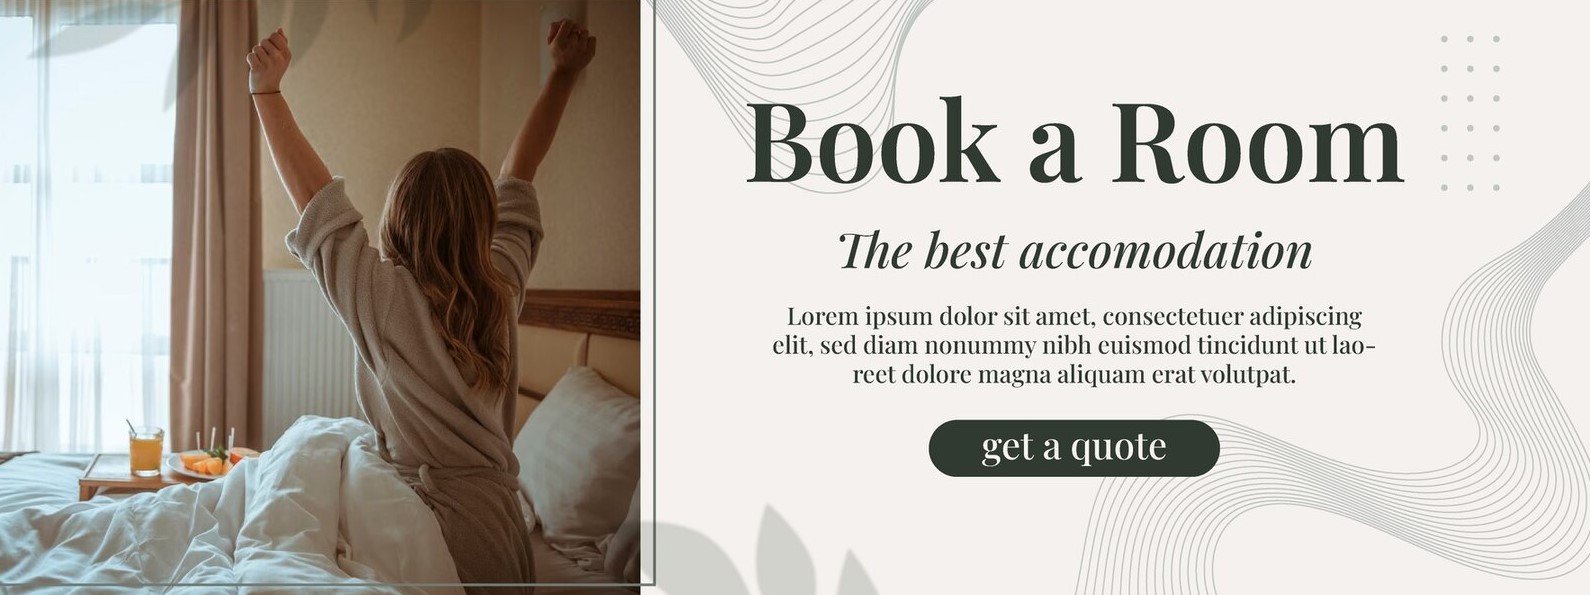 Book a Room
The best accomodation
Lorem ipsum dolor sit amet, consectetuer adipiscing
elit, sed diam nonummy nibh euismod tincidunt ut lao-
reet dolore magna aliquam erat volutpat.
get a quote